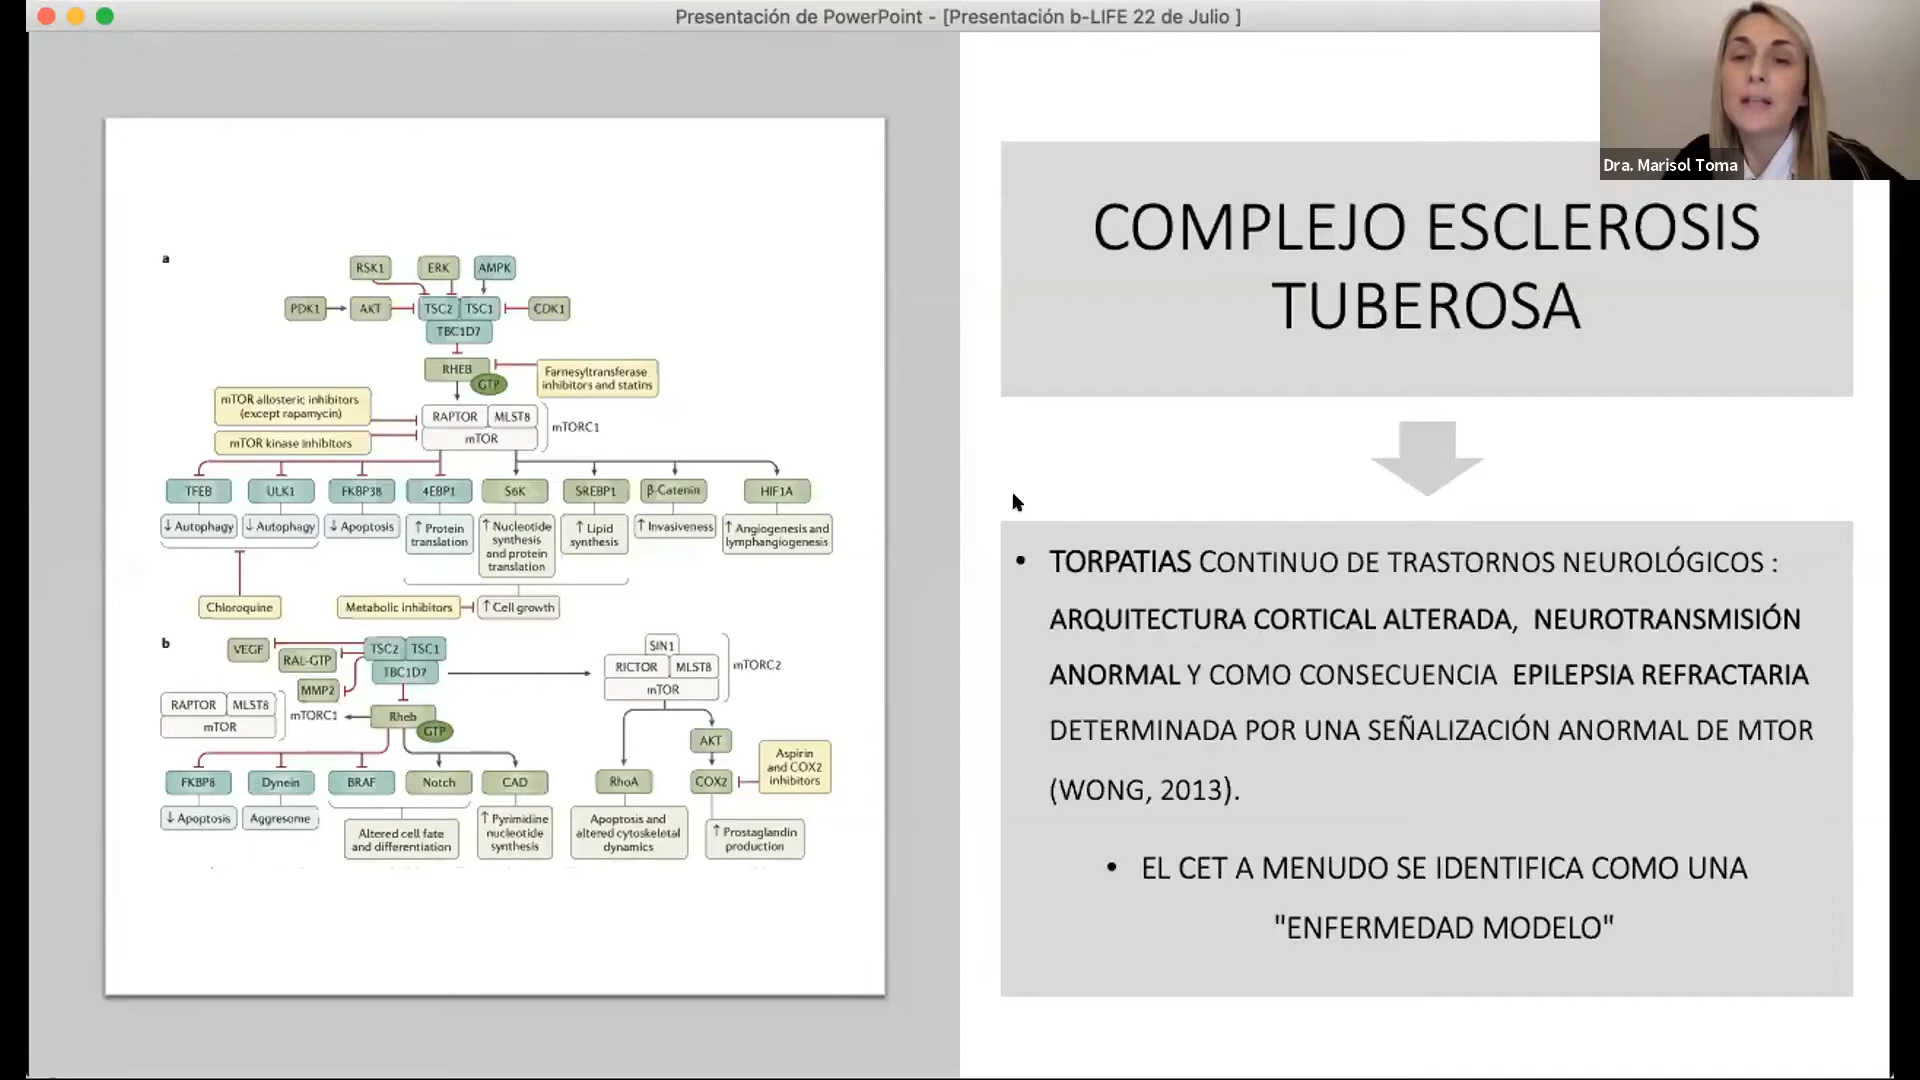 Presentación de PowerPoint - [Presentación b-LIFE 22 de Julio ]
Dra. Marisol Toma
COMPLEJO ESCLEROSIS
TUBEROSA
• TORPATIAS CONTINUO DE TRASTORNOS NEUROLÓGICOS :
ARQUITECTURA CORTICAL ALTERADA, NEUROTRANSMISIÓN
ANORMAL Y COMO CONSECUENCIA EPILEPSIA REFRACTARIA
DETERMINADA POR UNA SEÑALIZACIÓN ANORMAL DE MTOR
(WONG, 2013).
• EL CET A MENUDO SE IDENTIFICA COMO UNA
"ENFERMEDAD MODELO"
a
RSK1
ERK
AMPK
PDK1
AKT
TSC2
TSC1
CDK1
TBC1D7
RHEB
GTP
Farnesyltransferase
inhibitors and statins
mTOR allosteric inhibitors
(except rapamycin)
mTOR kinase inhibitors
RAPTOR
MLST8
mTOR
mTORC1
TFEB
ULK1
FKBP38
4EBP1
S6K
SREBP1
β-Catenin
HIF1A
↓ Autophagy
↓ Autophagy
↓ Apoptosis
↑ Protein
translation
↑ Nucleotide
synthesis
and protein
translation
↑ Lipid
synthesis
↑ Invasiveness
↑ Angiogenesis and
lymphangiogenesis
Chloroquine
Metabolic inhibitors
↑ Cell growth
b
VEGF
RAL-GTP
MMP2
TSC2
TSC1
TBC1D7
SIN1
RICTOR
MLST8
mTOR
mTORC2
RAPTOR
MLST8
mTOR
mTORC1
Rheb
GTP
AKT
Aspirin
and COX2
inhibitors
FKBP8
Dynein
BRAF
Notch
CAD
RhoA
COX2
↓ Apoptosis
Aggresome
Altered cell fate
and differentiation
↑ Pyrimidine
nucleotide
synthesis
Apoptosis and
altered cytoskeletal
dynamics
↑ Prostaglandin
production